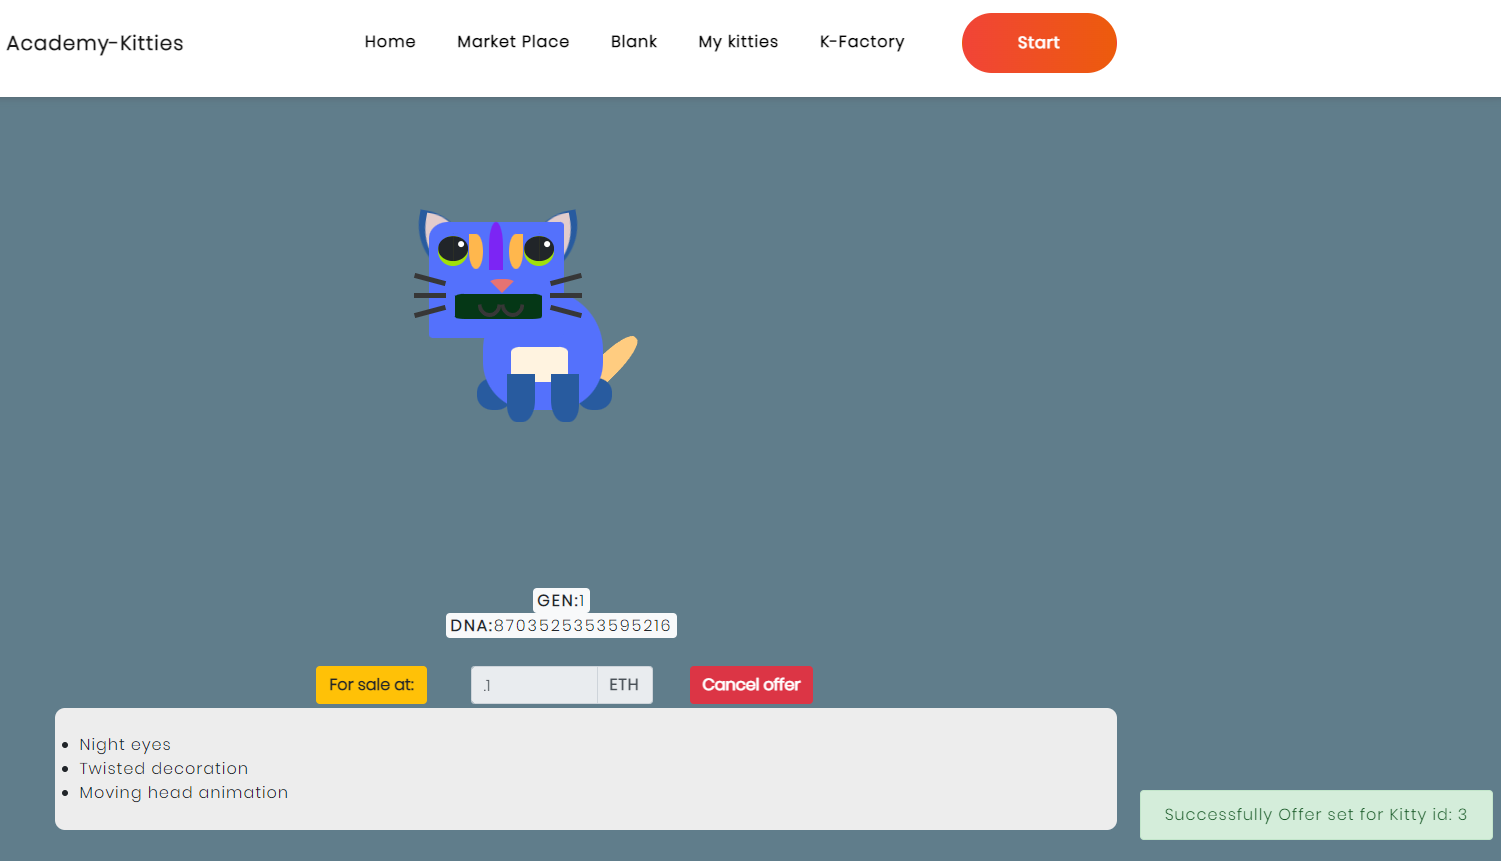 Academy-Kitties
Home Market Place Blank My kitties K-Factory Start
GEN:1
DNA:8703525353595216
For sale at: .1 ETH Cancel offer
Night eyes
Twisted decoration
Moving head animation
Successfully Offer set for Kitty id: 3